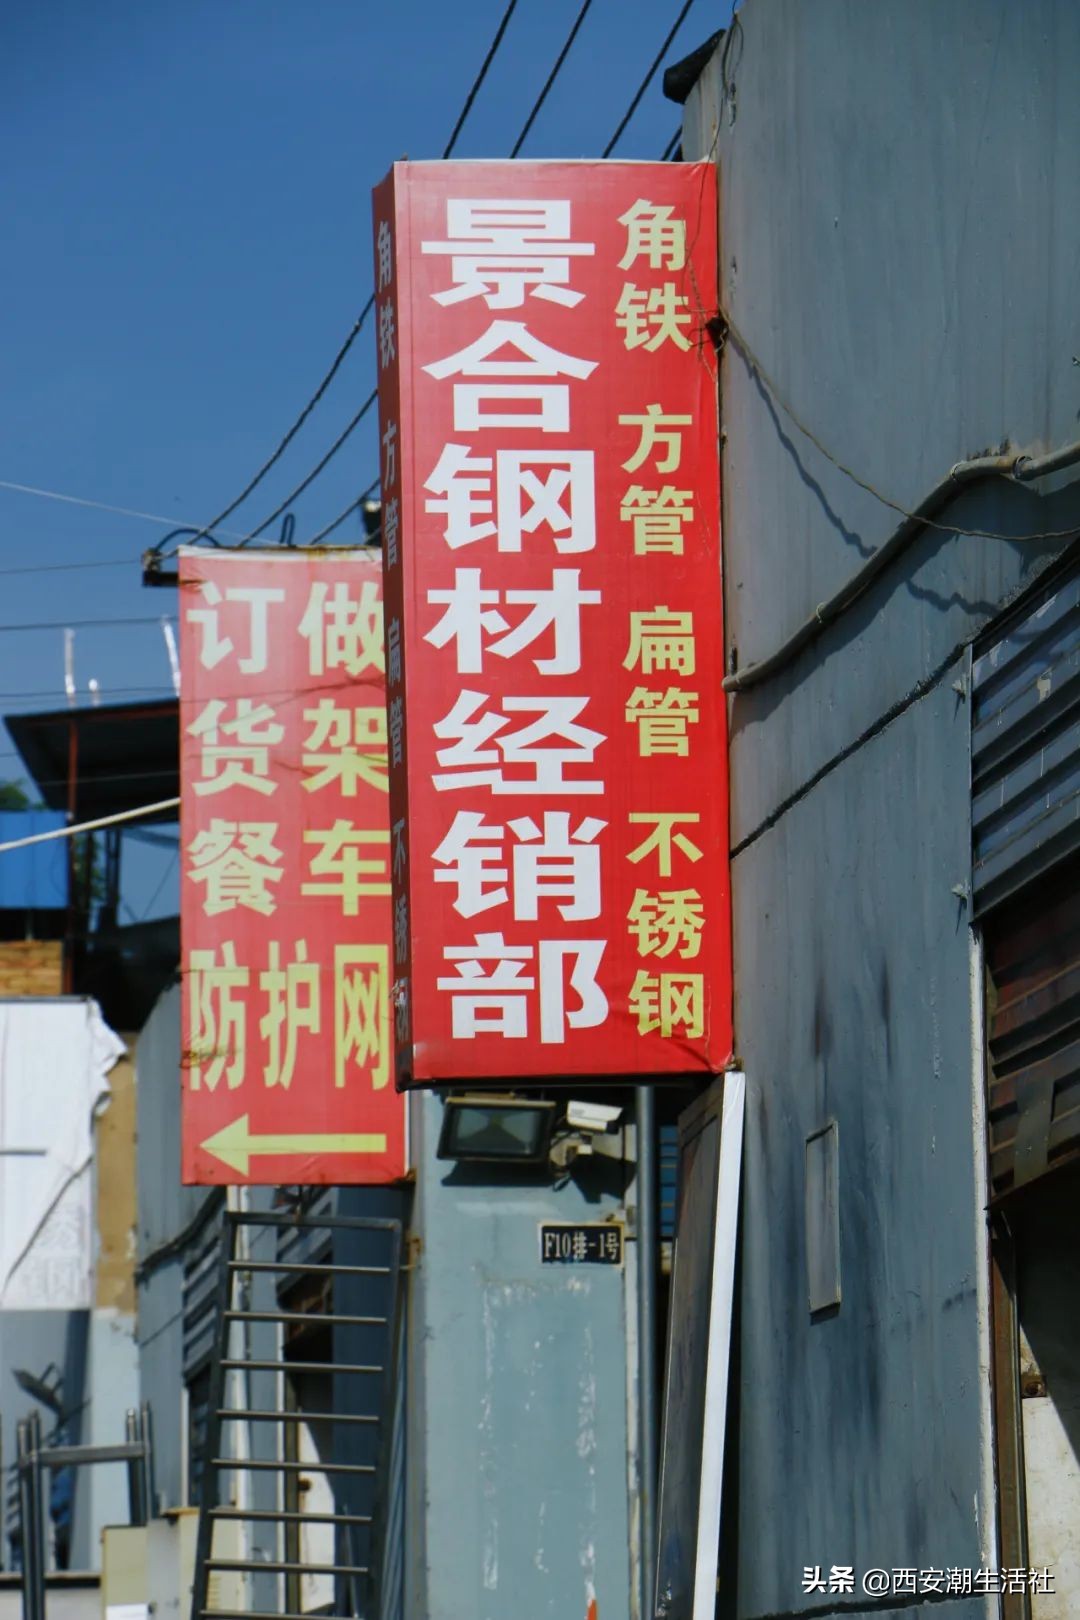 景合钢材经销部
角铁 方管 扁管 不锈钢
角铁 方管 扁管 不锈钢
订做
货架
餐车
防护网
F10排-1号
头条 @西安潮生活社